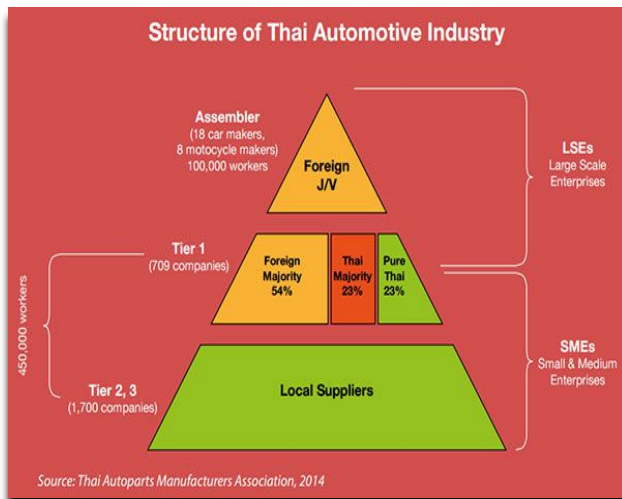 Structure of Thai Automotive Industry
Assembler
(18 car makers,
8 motocycle makers)
100,000 workers
Foreign
J/V
LSEs
Large Scale
Enterprises
Tier 1
(709 companies)
Foreign
Majority
54%
Thai
Majority
23%
Pure
Thai
23%
450,000 workers
SMEs
Small & Medium
Enterprises
Tier 2, 3
(1,700 companies)
Local Suppliers
Source: Thai Autoparts Manufacturers Association, 2014